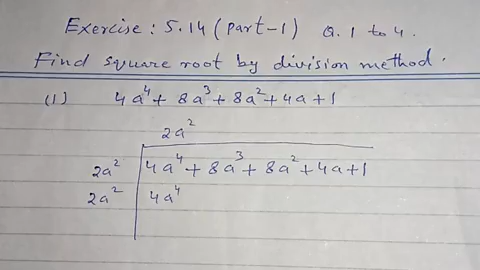 Exercise: 5.14 (part-1) Q. 1 to 4.
Find square root by division method.
(1) 4a⁴ + 8a³ + 8a² + 4a + 1
2a²
2a² 4a⁴ + 8a³ + 8a² + 4a + 1
2a² 4a⁴